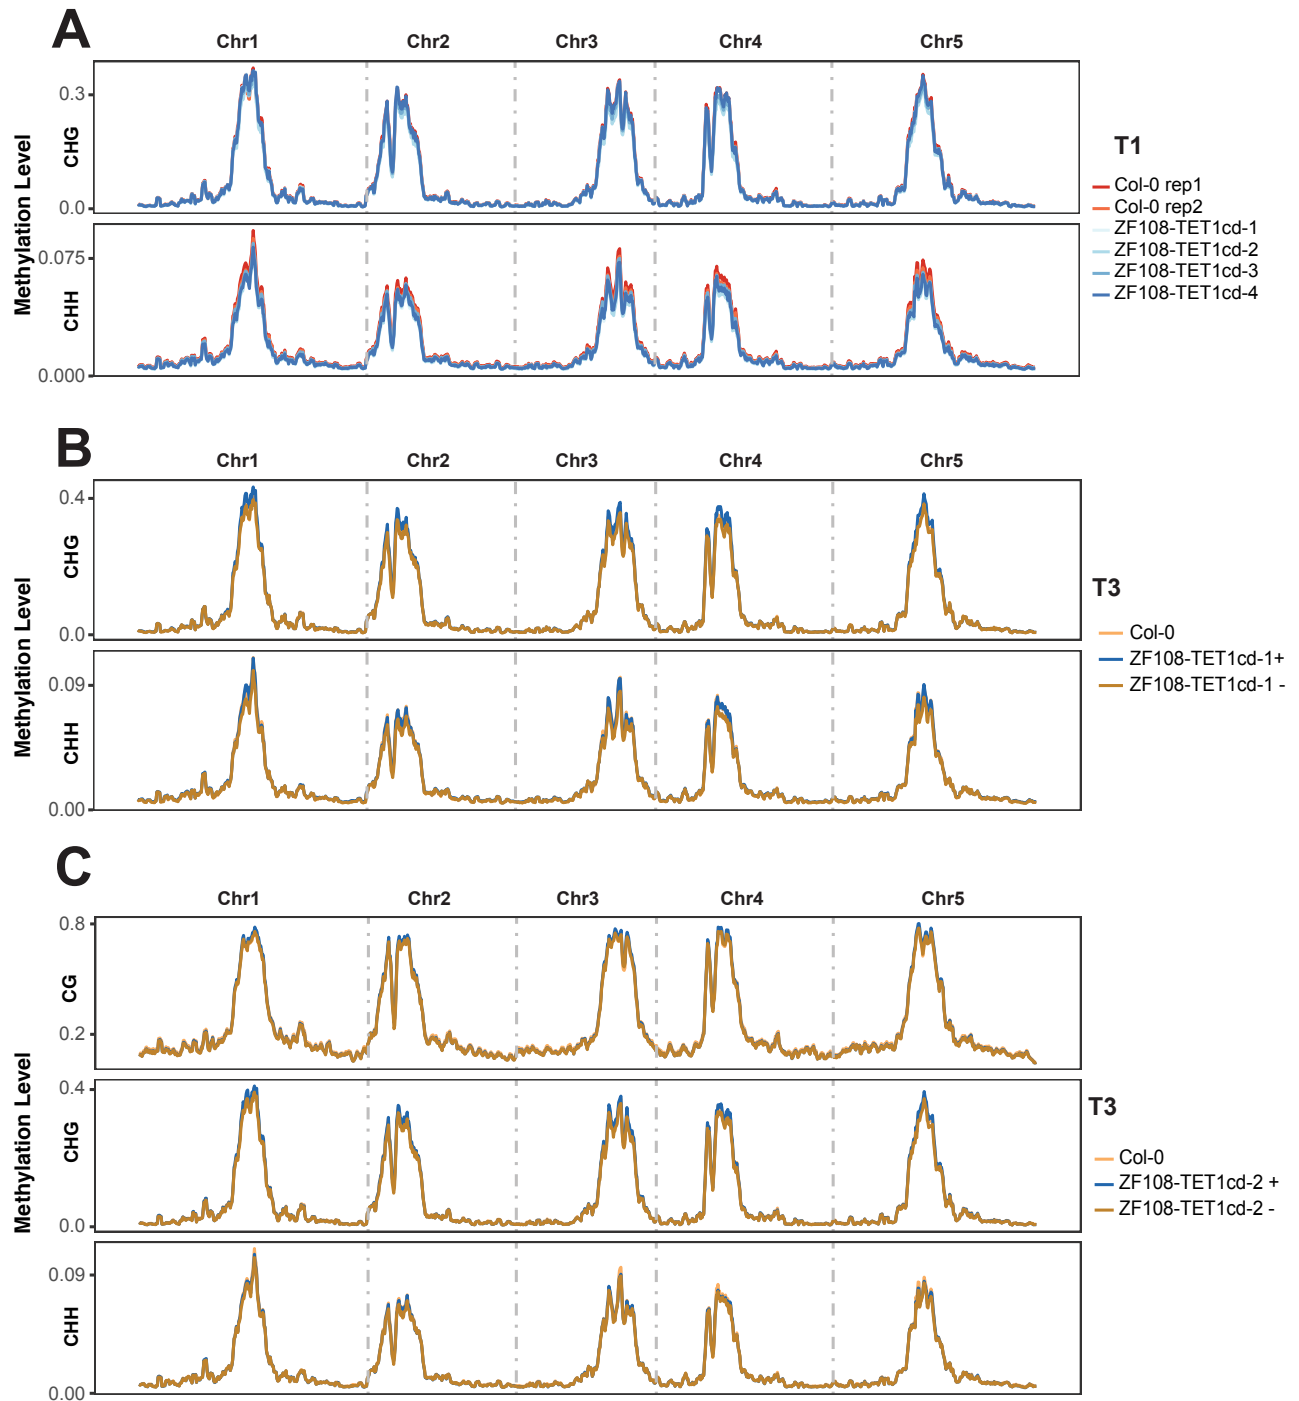 A
Chr1 Chr2 Chr3 Chr4 Chr5
Methylation Level
CHG
0.3
0.0
CHH
0.075
0.000
T1
Col-0 rep1
Col-0 rep2
ZF108-TET1cd-1
ZF108-TET1cd-2
ZF108-TET1cd-3
ZF108-TET1cd-4
B
Chr1 Chr2 Chr3 Chr4 Chr5
Methylation Level
CHG
0.4
0.0
CHH
0.09
0.00
T3
Col-0
ZF108-TET1cd-1+
ZF108-TET1cd-1 -
C
Chr1 Chr2 Chr3 Chr4 Chr5
Methylation Level
CG
0.8
0.2
CHG
0.4
0.0
CHH
0.09
0.00
T3
Col-0
ZF108-TET1cd-2 +
ZF108-TET1cd-2 -